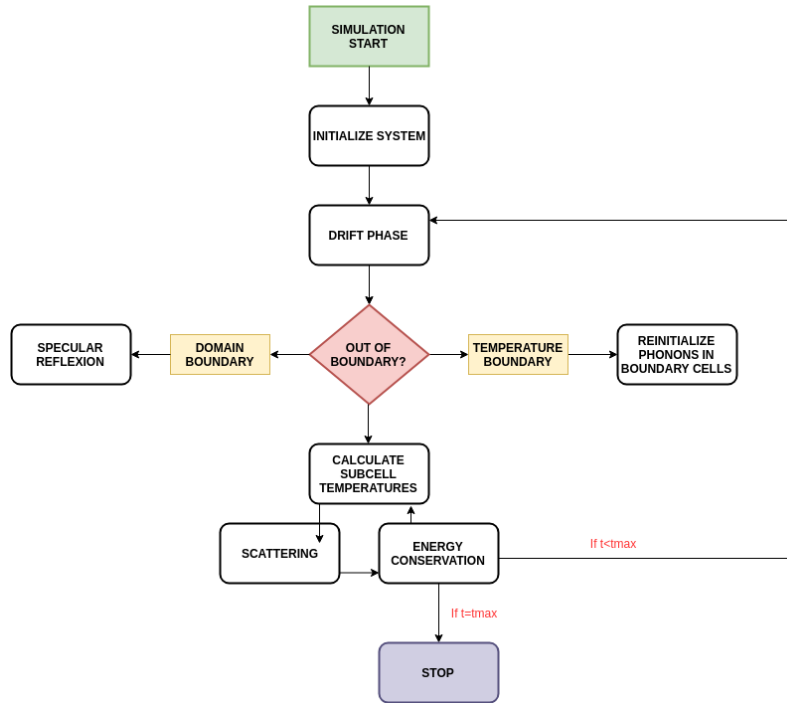 SIMULATION
START
INITIALIZE SYSTEM
DRIFT PHASE
SPECULAR
REFLEXION
DOMAIN
BOUNDARY
OUT OF
BOUNDARY?
TEMPERATURE
BOUNDARY
REINITIALIZE
PHONONS IN
BOUNDARY CELLS
CALCULATE
SUBCELL
TEMPERATURES
SCATTERING
ENERGY
CONSERVATION
If t<tmax
If t=tmax
STOP